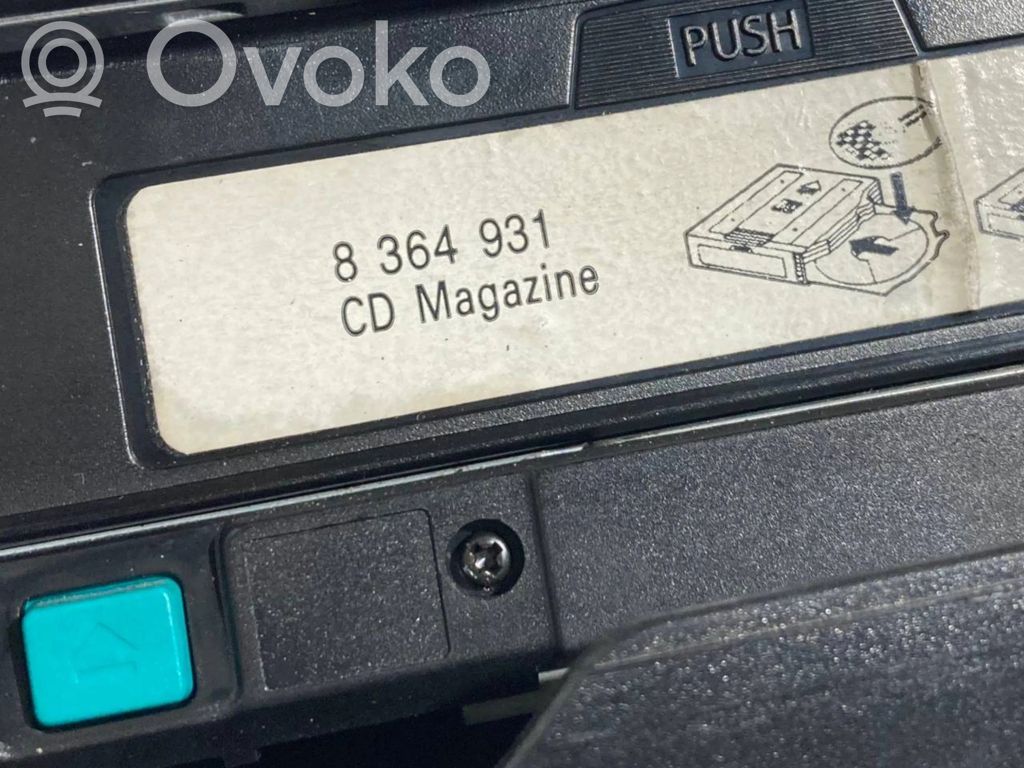 Ovoko
PUSH
8 364 931
CD Magazine